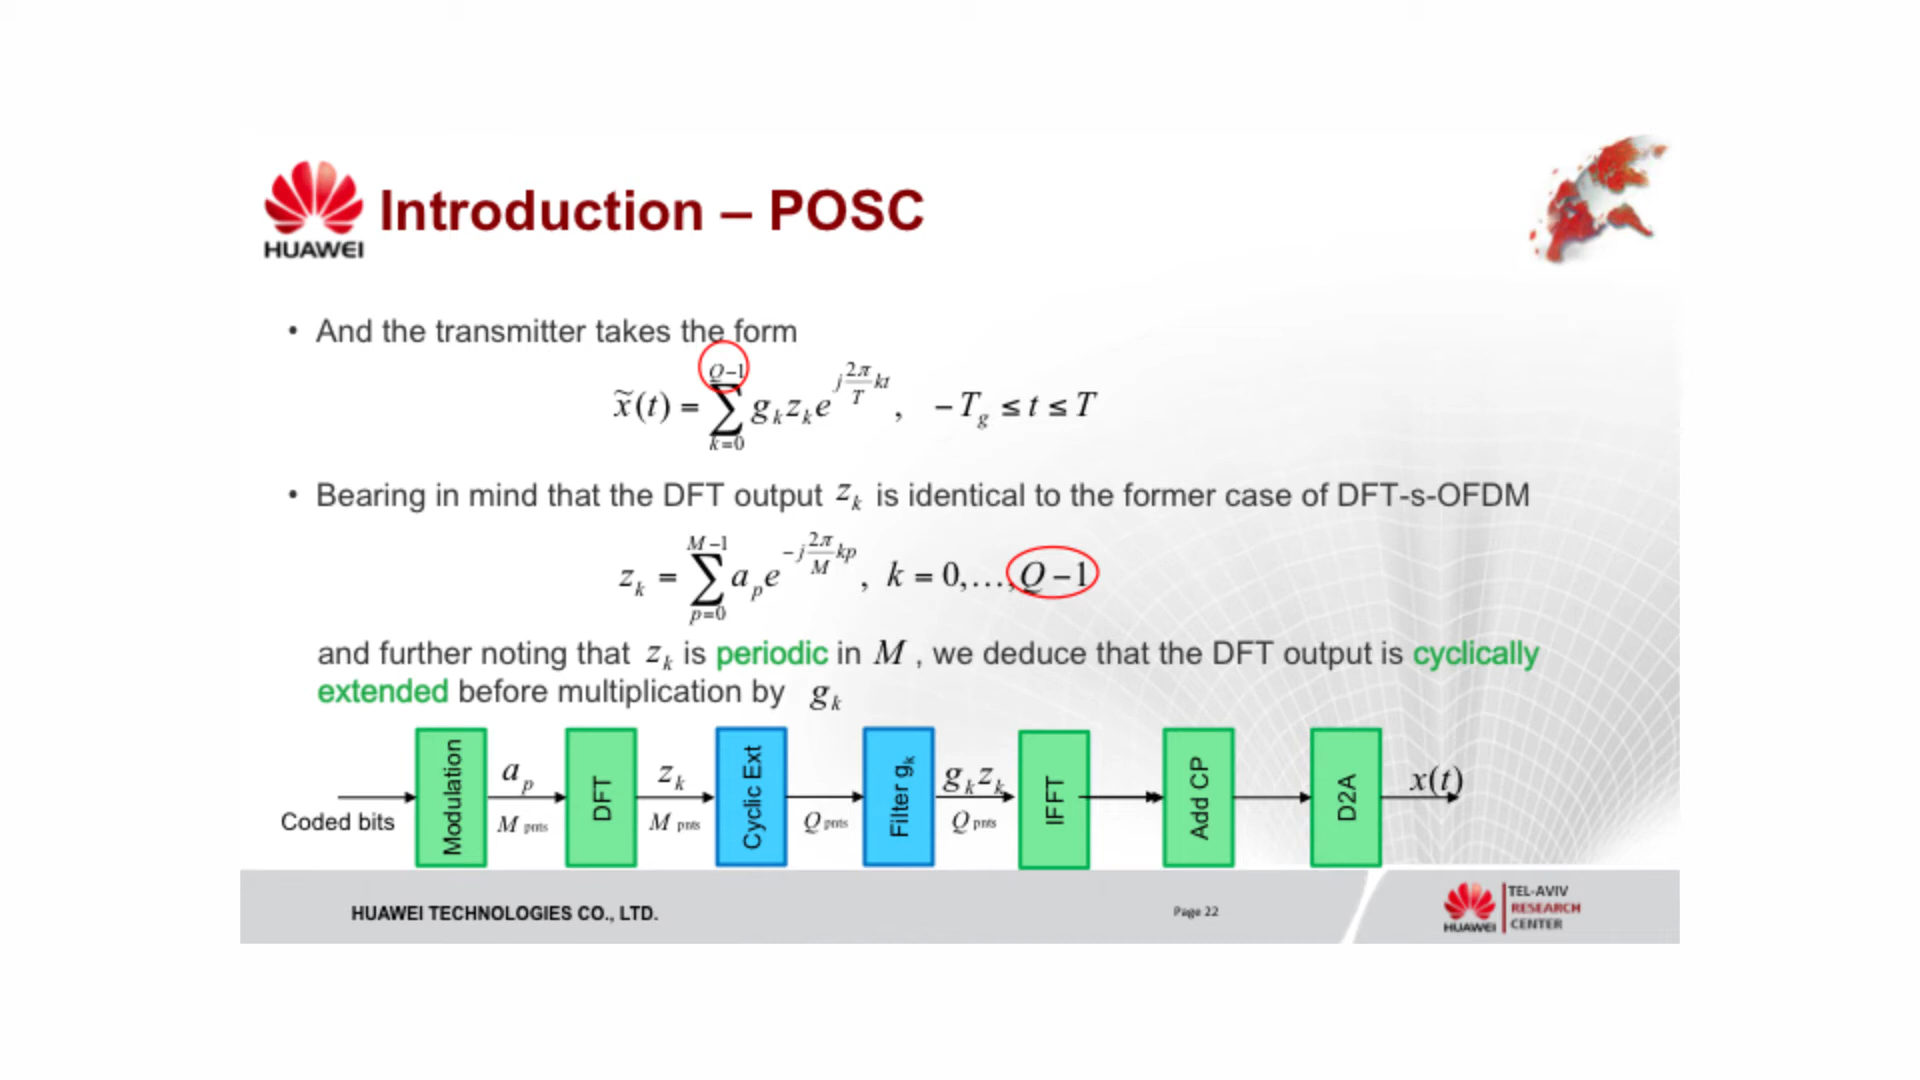 HUAWEI
Introduction – POSC
• And the transmitter takes the form
x̃(t) = ∑_{k=0}^{Q−1} g_k z_k e^{j (2π/T) kt} , −T_g ≤ t ≤ T
• Bearing in mind that the DFT output z_k is identical to the former case of DFT-s-OFDM
z_k = ∑_{p=0}^{M−1} a_p e^{−j (2π/M) kp} , k = 0,…,Q−1
and further noting that z_k is periodic in M , we deduce that the DFT output is cyclically
extended before multiplication by g_k
Coded bits
Modulation
a_p
M pnts
DFT
z_k
M pnts
Cyclic Ext
Q pnts
Filter g_k
g_k z_k
Q pnts
IFFT
Add CP
D2A
x(t)
HUAWEI TECHNOLOGIES CO., LTD.
Page 22
HUAWEI
TEL-AVIV
RESEARCH
CENTER